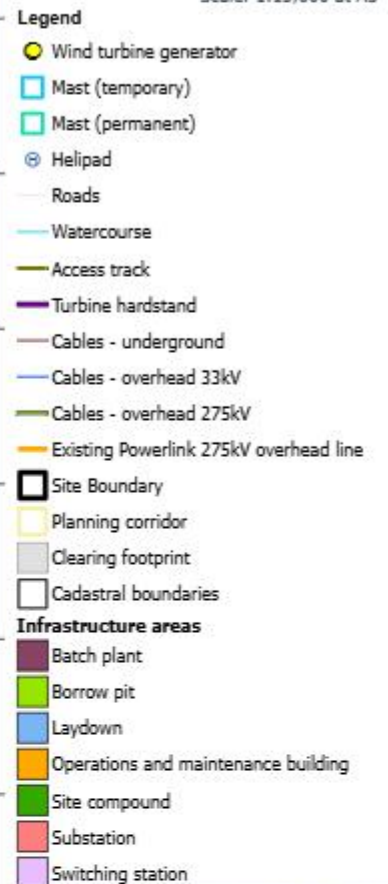 Legend
Wind turbine generator
Mast (temporary)
Mast (permanent)
Helipad
Roads
Watercourse
Access track
Turbine hardstand
Cables - underground
Cables - overhead 33kV
Cables - overhead 275kV
Existing Powerlink 275kV overhead line
Site Boundary
Planning corridor
Clearing footprint
Cadastral boundaries
Infrastructure areas
Batch plant
Borrow pit
Laydown
Operations and maintenance building
Site compound
Substation
Switching station